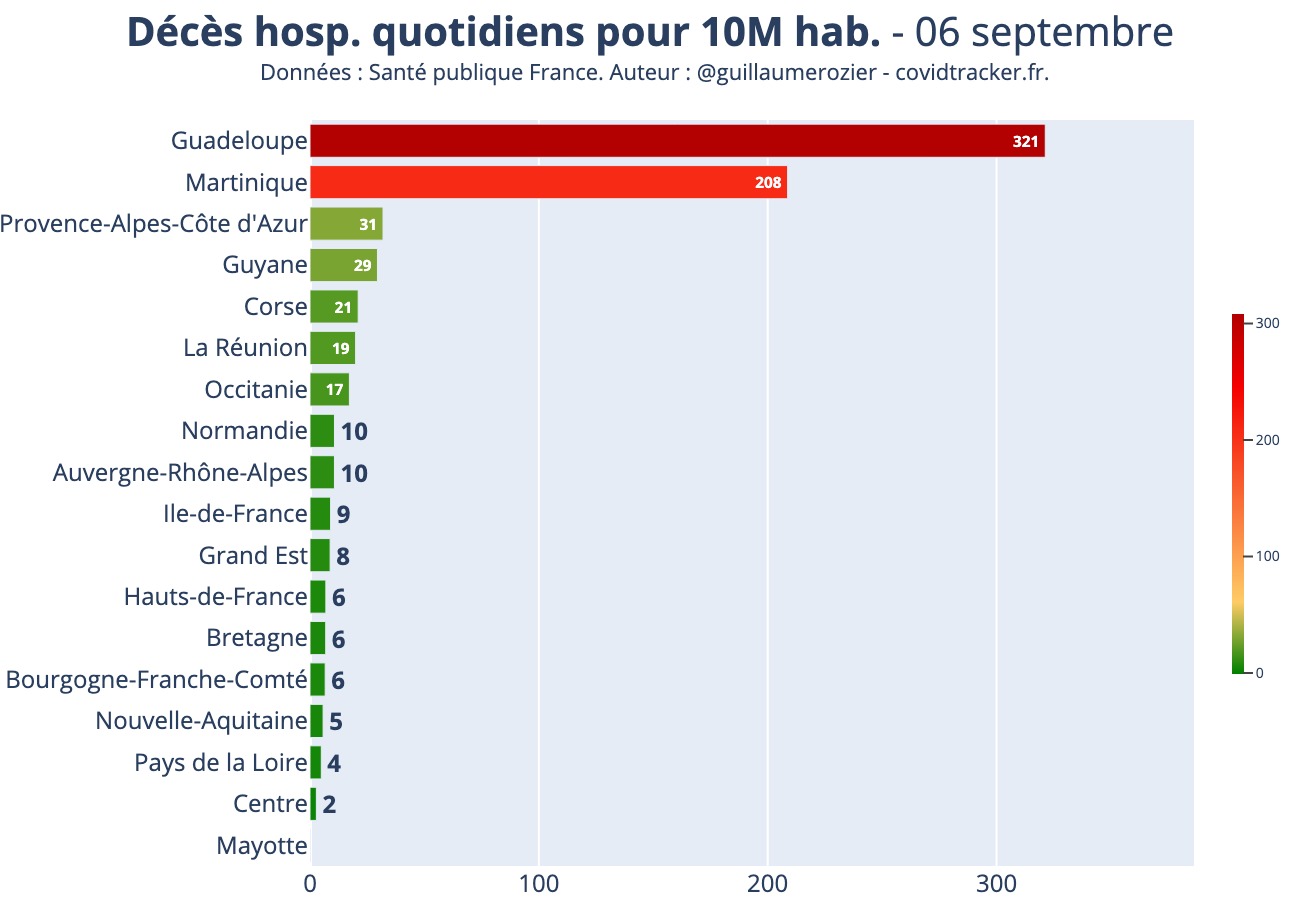 Décès hosp. quotidiens pour 10M hab. - 06 septembre
Données : Santé publique France. Auteur : @guillaumerozier - covidtracker.fr.
Guadeloupe 321
Martinique 208
Provence-Alpes-Côte d'Azur 31
Guyane 29
Corse 21
La Réunion 19
Occitanie 17
Normandie 10
Auvergne-Rhône-Alpes 10
Ile-de-France 9
Grand Est 8
Hauts-de-France 6
Bretagne 6
Bourgogne-Franche-Comté 6
Nouvelle-Aquitaine 5
Pays de la Loire 4
Centre 2
Mayotte
0 100 200 300
300
200
100
0